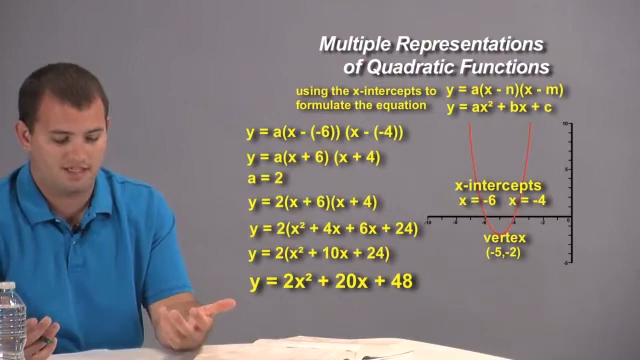 Multiple Representations
of Quadratic Functions
using the x-intercepts to
formulate the equation
y = a(x - n)(x - m)
y = ax² + bx + c
y = a(x - (-6)) (x - (-4))
y = a(x + 6) (x + 4)
a = 2
y = 2(x + 6)(x + 4)
y = 2(x² + 4x + 6x + 24)
y = 2(x² + 10x + 24)
y = 2x² + 20x + 48
x-intercepts
x = -6 x = -4
vertex
(-5,-2)